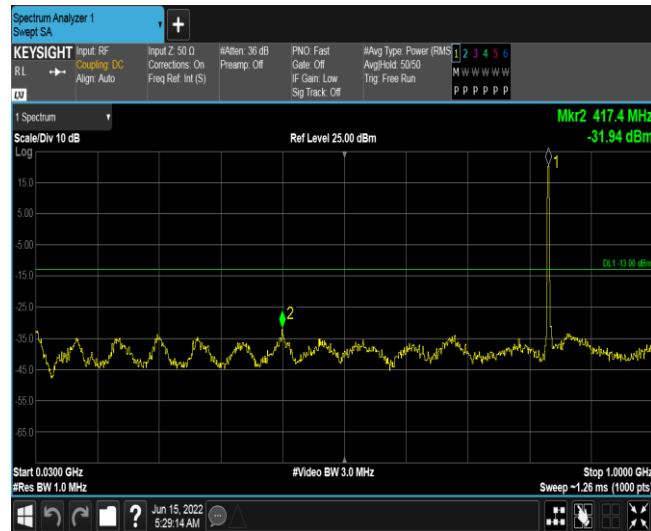 Spectrum Analyzer 1
Swept SA
+
KEYSIGHT
RL
LXI
Input: RF
Coupling: DC
Align: Auto
Input Z: 50 Ω
Corrections: On
Freq Ref: Int (S)
#Atten: 36 dB
Preamp: Off
PNO: Fast
Gate: Off
IF Gain: Low
Sig Track: Off
#Avg Type: Power (RMS
Avg|Hold: 50/50
Trig: Free Run
1 2 3 4 5 6
M W W W W W
P P P P P P
1 Spectrum
Scale/Div 10 dB
Log
Ref Level 25.00 dBm
Mkr2 417.4 MHz
-31.94 dBm
1
15.0
5.00
-5.00
DL1 -13.00 dBm
-15.0
-25.0
2
-35.0
-45.0
-55.0
-65.0
Start 0.0300 GHz
#Res BW 1.0 MHz
#Video BW 3.0 MHz
Stop 1.0000 GHz
Sweep ~1.26 ms (1000 pts)
?
Jun 15, 2022
5:29:14 AM